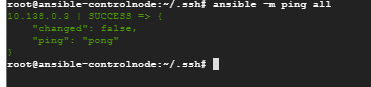 root@ansible-controlnode:~/.ssh# ansible -m ping all
10.138.0.3 | SUCCESS => {
    "changed": false,
    "ping": "pong"
}
root@ansible-controlnode:~/.ssh#